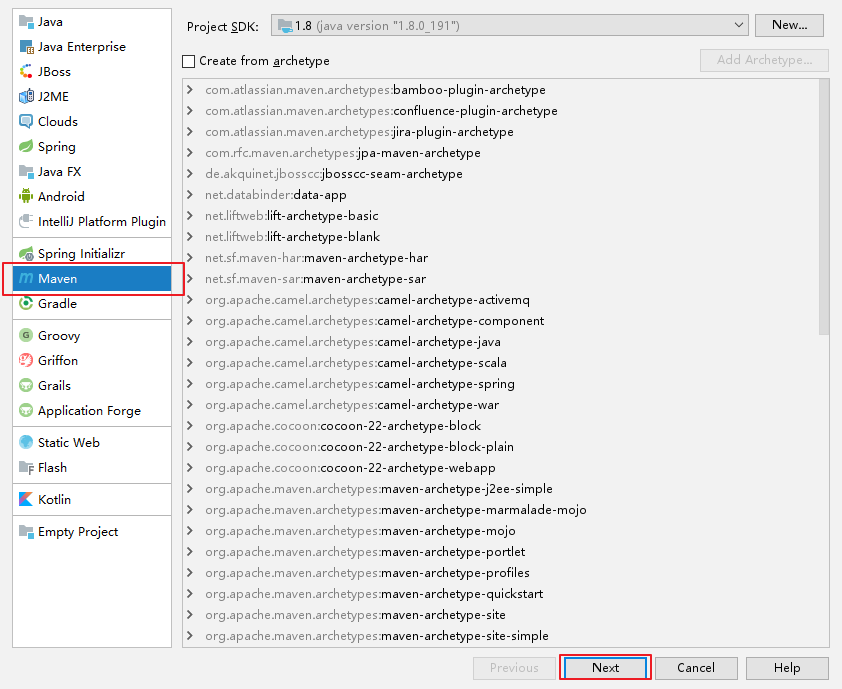 Java
Java Enterprise
JBoss
J2ME
Clouds
Spring
Java FX
Android
IntelliJ Platform Plugin
Spring Initializr
Maven
Gradle
Groovy
Griffon
Grails
Application Forge
Static Web
Flash
Kotlin
Empty Project
Project SDK: 1.8 (java version "1.8.0_191") New...
Create from archetype Add Archetype...
com.atlassian.maven.archetypes:bamboo-plugin-archetype
com.atlassian.maven.archetypes:confluence-plugin-archetype
com.atlassian.maven.archetypes:jira-plugin-archetype
com.rfc.maven.archetypes:jpa-maven-archetype
de.akquinet.jbosscc:jbosscc-seam-archetype
net.databinder:data-app
net.liftweb:lift-archetype-basic
net.liftweb:lift-archetype-blank
net.sf.maven-har:maven-archetype-har
net.sf.maven-sar:maven-archetype-sar
org.apache.camel.archetypes:camel-archetype-activemq
org.apache.camel.archetypes:camel-archetype-component
org.apache.camel.archetypes:camel-archetype-java
org.apache.camel.archetypes:camel-archetype-scala
org.apache.camel.archetypes:camel-archetype-spring
org.apache.camel.archetypes:camel-archetype-war
org.apache.cocoon:cocoon-22-archetype-block
org.apache.cocoon:cocoon-22-archetype-block-plain
org.apache.cocoon:cocoon-22-archetype-webapp
org.apache.maven.archetypes:maven-archetype-j2ee-simple
org.apache.maven.archetypes:maven-archetype-marmalade-mojo
org.apache.maven.archetypes:maven-archetype-mojo
org.apache.maven.archetypes:maven-archetype-portlet
org.apache.maven.archetypes:maven-archetype-profiles
org.apache.maven.archetypes:maven-archetype-quickstart
org.apache.maven.archetypes:maven-archetype-site
org.apache.maven.archetypes:maven-archetype-site-simple
Previous Next Cancel Help